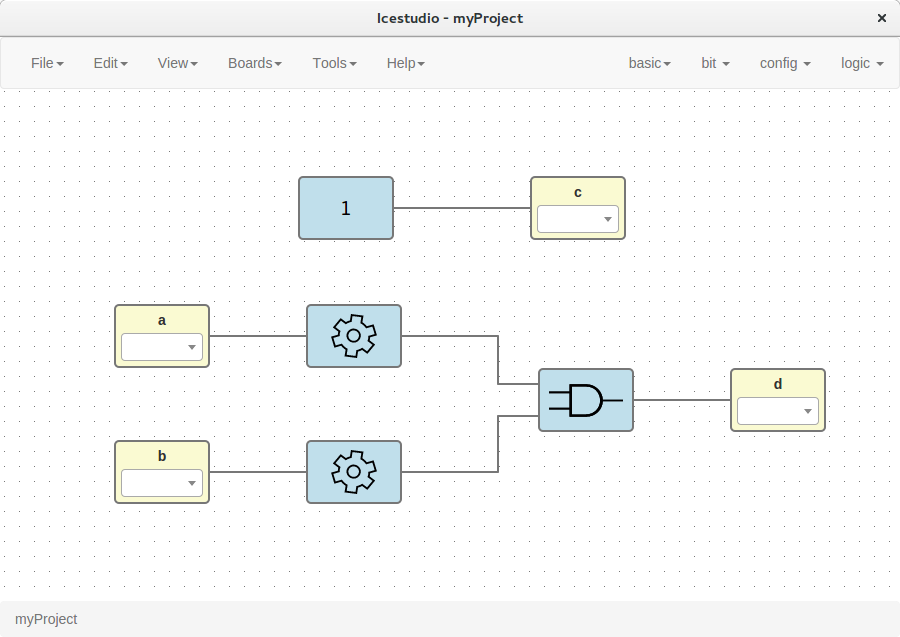 Icestudio - myProject
File Edit View Boards Tools Help basic bit config logic
1 c
a
d
b
myProject